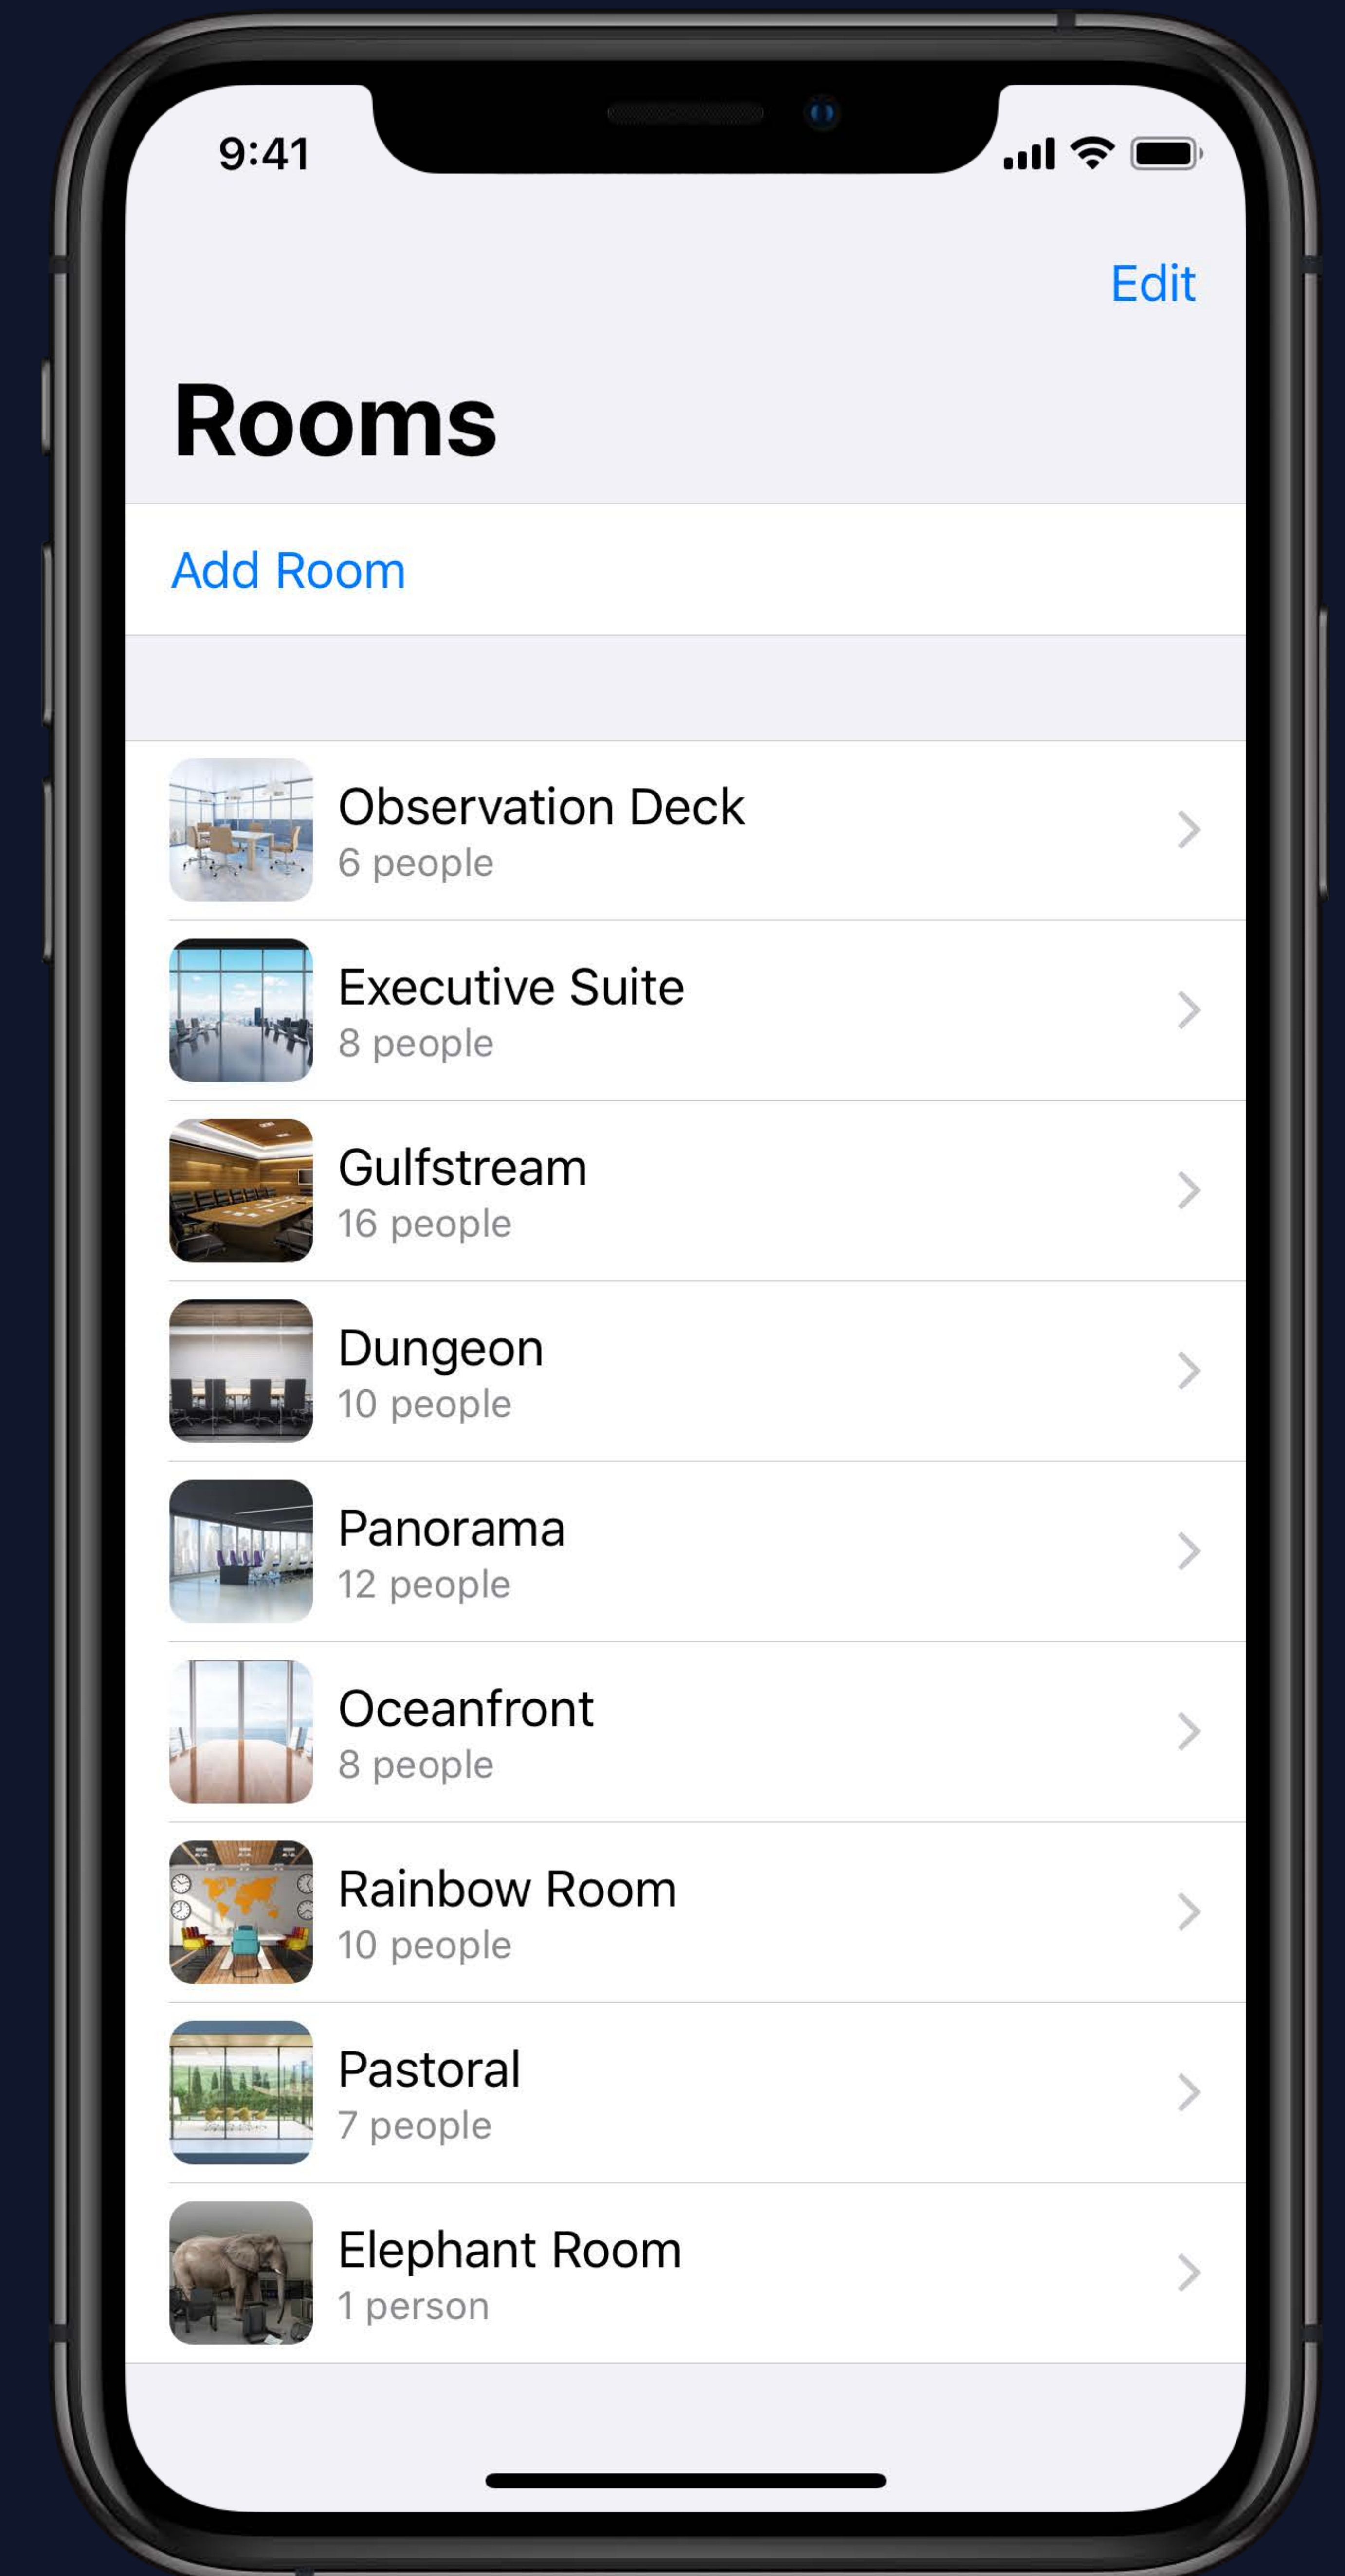 9:41
Edit
Rooms
Add Room
Observation Deck
6 people
Executive Suite
8 people
Gulfstream
16 people
Dungeon
10 people
Panorama
12 people
Oceanfront
8 people
Rainbow Room
10 people
Pastoral
7 people
Elephant Room
1 person